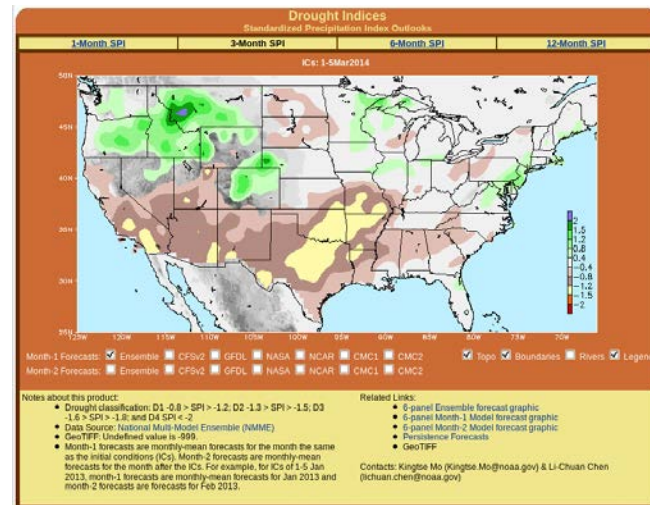 Drought Indices
Standardized Precipitation Index Outlooks
1-Month SPI 3-Month SPI 6-Month SPI 12-Month SPI
ICs: 1-5Mar2014
50N
45N
40N
35N
30N
25N
125W 120W 115W 110W 105W 100W 95W 90W 85W 80W 75W 70W
2
1.5
1.2
0.8
0.4
-0.4
-0.8
-1.2
-1.5
-2
Month-1 Forecasts: Ensemble CFSv2 GFDL NASA NCAR CMC1 CMC2 Topo Boundaries Rivers Legend
Month-2 Forecasts: Ensemble CFSv2 GFDL NASA NCAR CMC1 CMC2
Notes about this product:
Drought classification: D1 -0.8 > SPI > -1.2; D2 -1.3 > SPI > -1.5; D3
-1.6 > SPI > -1.8; and D4 SPI < -2
Data Source: National Multi-Model Ensemble (NMME)
GeoTIFF: Undefined value is -999.
Month-1 forecasts are monthly-mean forecasts for the month the same
as the initial conditions (ICs). Month-2 forecasts are monthly-mean
forecasts for the month after the ICs. For example, for ICs of 1-5 Jan
2013, month-1 forecasts are monthly-mean forecasts for Jan 2013 and
month-2 forecasts are forecasts for Feb 2013.
Related Links:
6-panel Ensemble forecast graphic
6-panel Month-1 Model forecast graphic
6-panel Month-2 Model forecast graphic
Persistence Forecasts
GeoTIFF
Contacts: Kingtse Mo (Kingtse.Mo@noaa.gov) & Li-Chuan Chen
(lichuan.chen@noaa.gov)